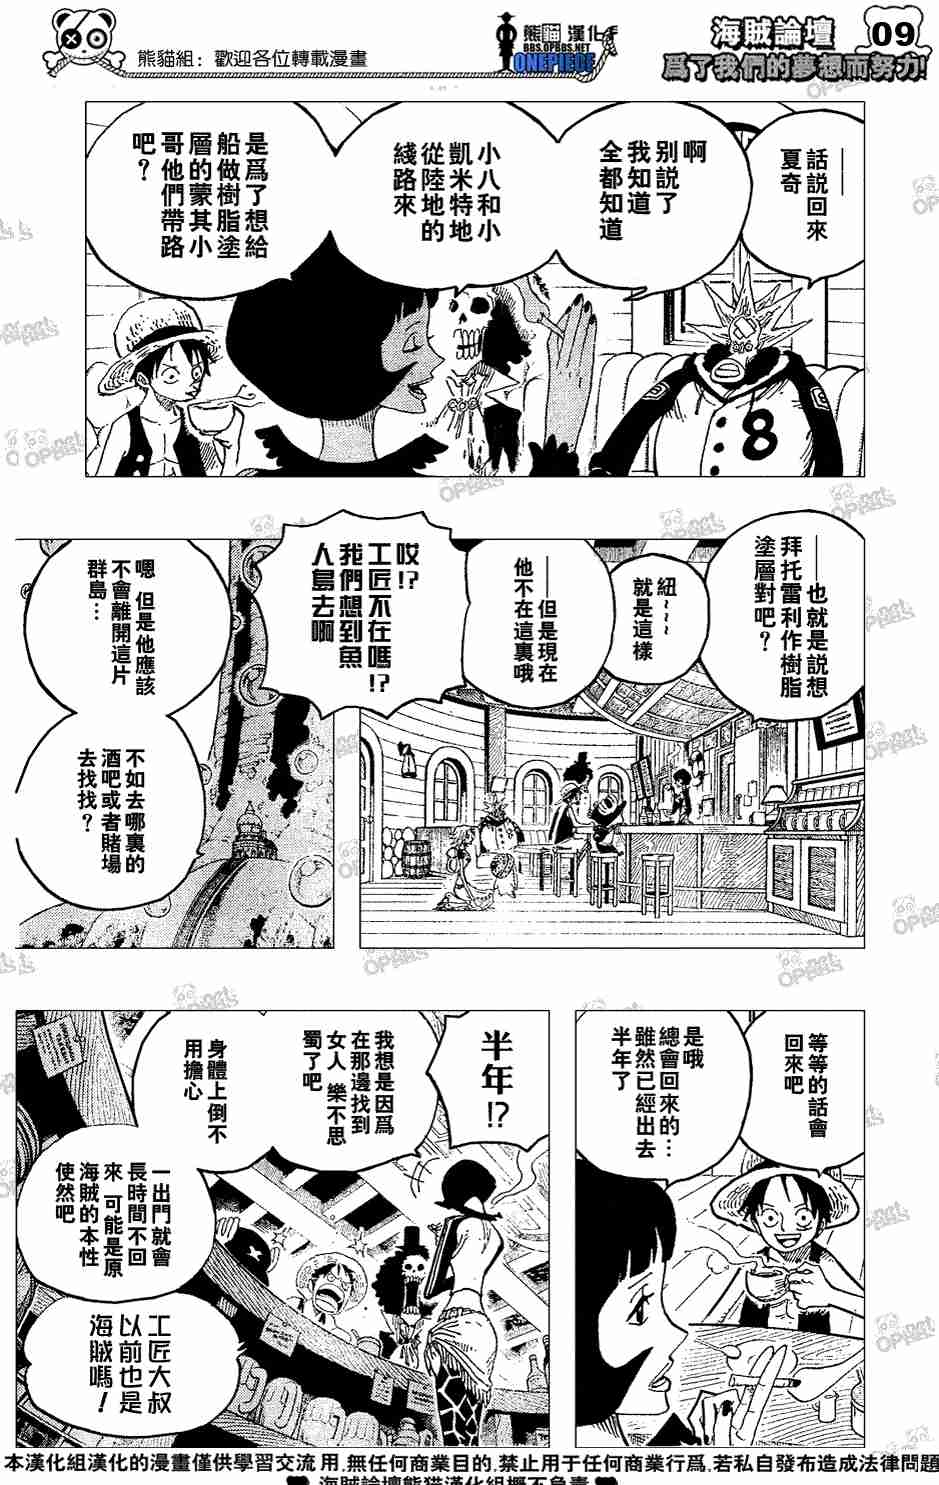 熊貓組：歡迎各位轉載漫畫
熊貓漢化
BBS.OPBBS.NET
ONEPIECE
海賊論壇
爲了我們的夢想而努力!
09
——
話說回來
夏奇
啊
别說了
我知道
全都知道
小八和小
凱米特地
從陸地的
綫路來
是爲了想給
船做樹脂塗
層的蒙其小
哥他們帶路
吧？
8
——也就是説想
拜托雷利作樹脂
塗層對吧？
紐~~~
就是這樣
——但是現在
他不在這裏哦
哎!?
工匠不在嗎!?
我們想到魚
人島去啊
嗯 但是他應該
不會離開這片
群島…
不如去哪裏的
酒吧或者賭場
去找找？
等等的話會
回來吧
是哦
總會回來的…
雖然已經出去
半年了
半年!?
我想是因爲
在那邊找到
女人 樂不思
蜀了吧
身體上倒不
用擔心
一出門就會
長時間不回
來 可能是原
海賊的本性
使然吧
工匠大叔
以前也是
海賊嗎！
本漢化組漢化的漫畫僅供學習交流用,無任何商業目的,禁止用于任何商業行爲,若私自發布造成法律問題
海賊論壇熊猫漢化組概不負責